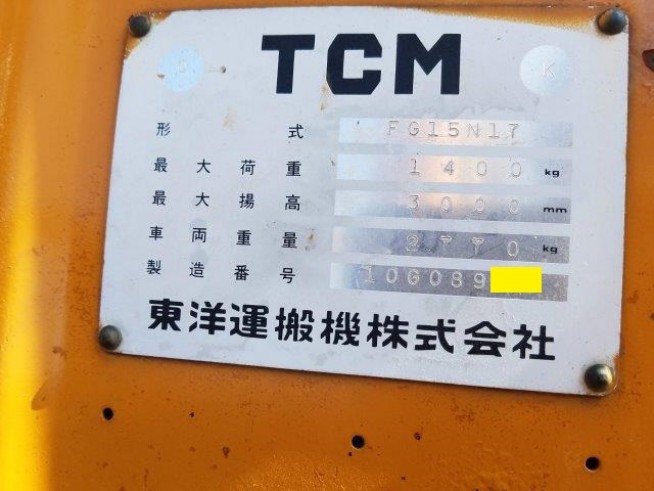 TCM
形式 FG15N17
最大荷重 1400 kg
最大揚高 3000 mm
車両重量 2770 kg
製造番号 10G089
東洋運搬機株式会社